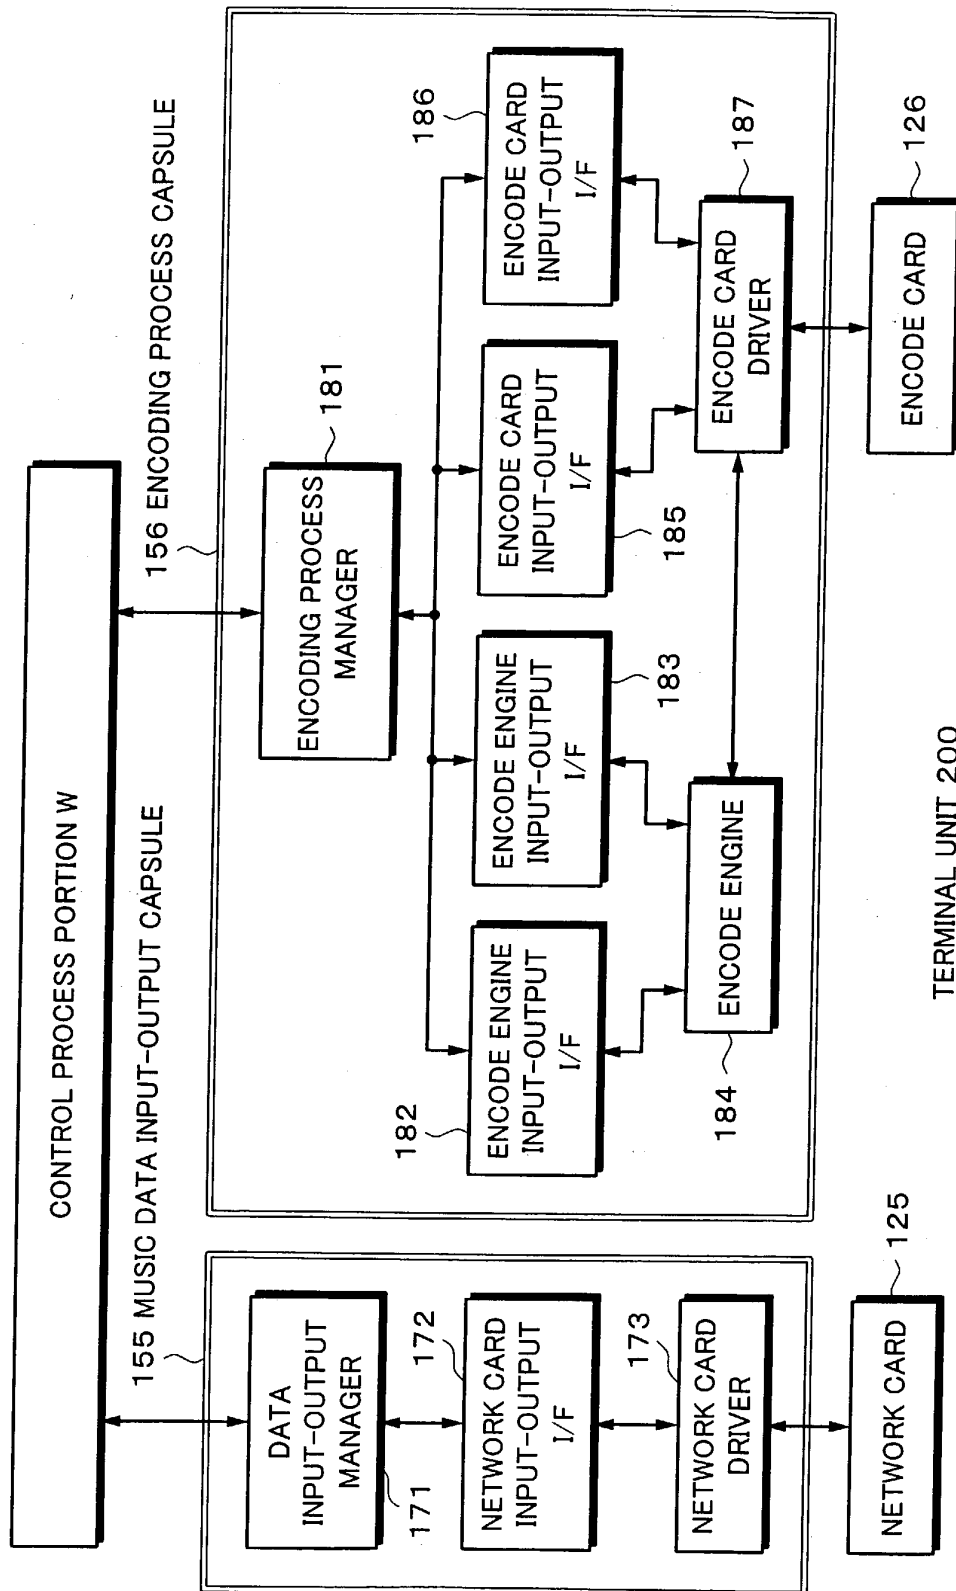 CONTROL PROCESS PORTION W
155 MUSIC DATA INPUT-OUTPUT CAPSULE
156 ENCODING PROCESS CAPSULE
DATA
INPUT-OUTPUT
MANAGER
171
NETWORK CARD
INPUT-OUTPUT
I/F
172
NETWORK CARD
DRIVER
173
NETWORK CARD
125
ENCODING PROCESS
MANAGER
181
ENCODE ENGINE
INPUT-OUTPUT
I/F
182
ENCODE ENGINE
INPUT-OUTPUT
I/F
183
ENCODE CARD
INPUT-OUTPUT
I/F
185
ENCODE CARD
INPUT-OUTPUT
I/F
186
ENCODE ENGINE
184
ENCODE CARD
DRIVER
187
ENCODE CARD
126
TERMINAL UNIT 200